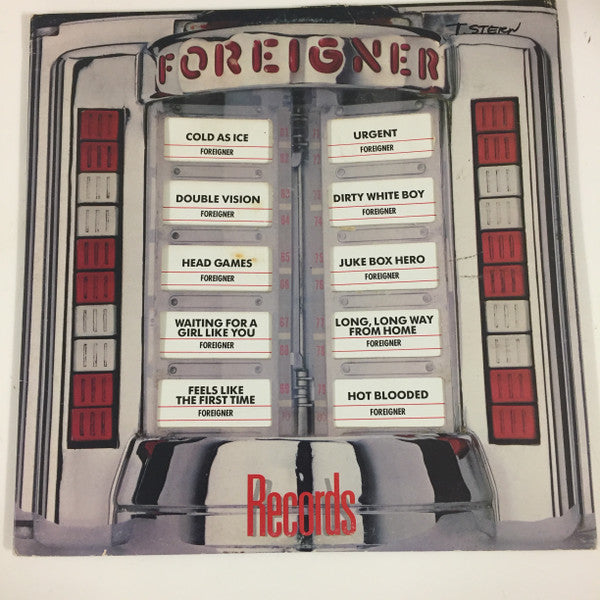 FOREIGNER
T. STERN
COLD AS ICE
FOREIGNER
DOUBLE VISION
FOREIGNER
HEAD GAMES
FOREIGNER
WAITING FOR A
GIRL LIKE YOU
FOREIGNER
FEELS LIKE
THE FIRST TIME
FOREIGNER
URGENT
FOREIGNER
DIRTY WHITE BOY
FOREIGNER
JUKE BOX HERO
FOREIGNER
LONG, LONG WAY
FROM HOME
FOREIGNER
HOT BLOODED
FOREIGNER
Records